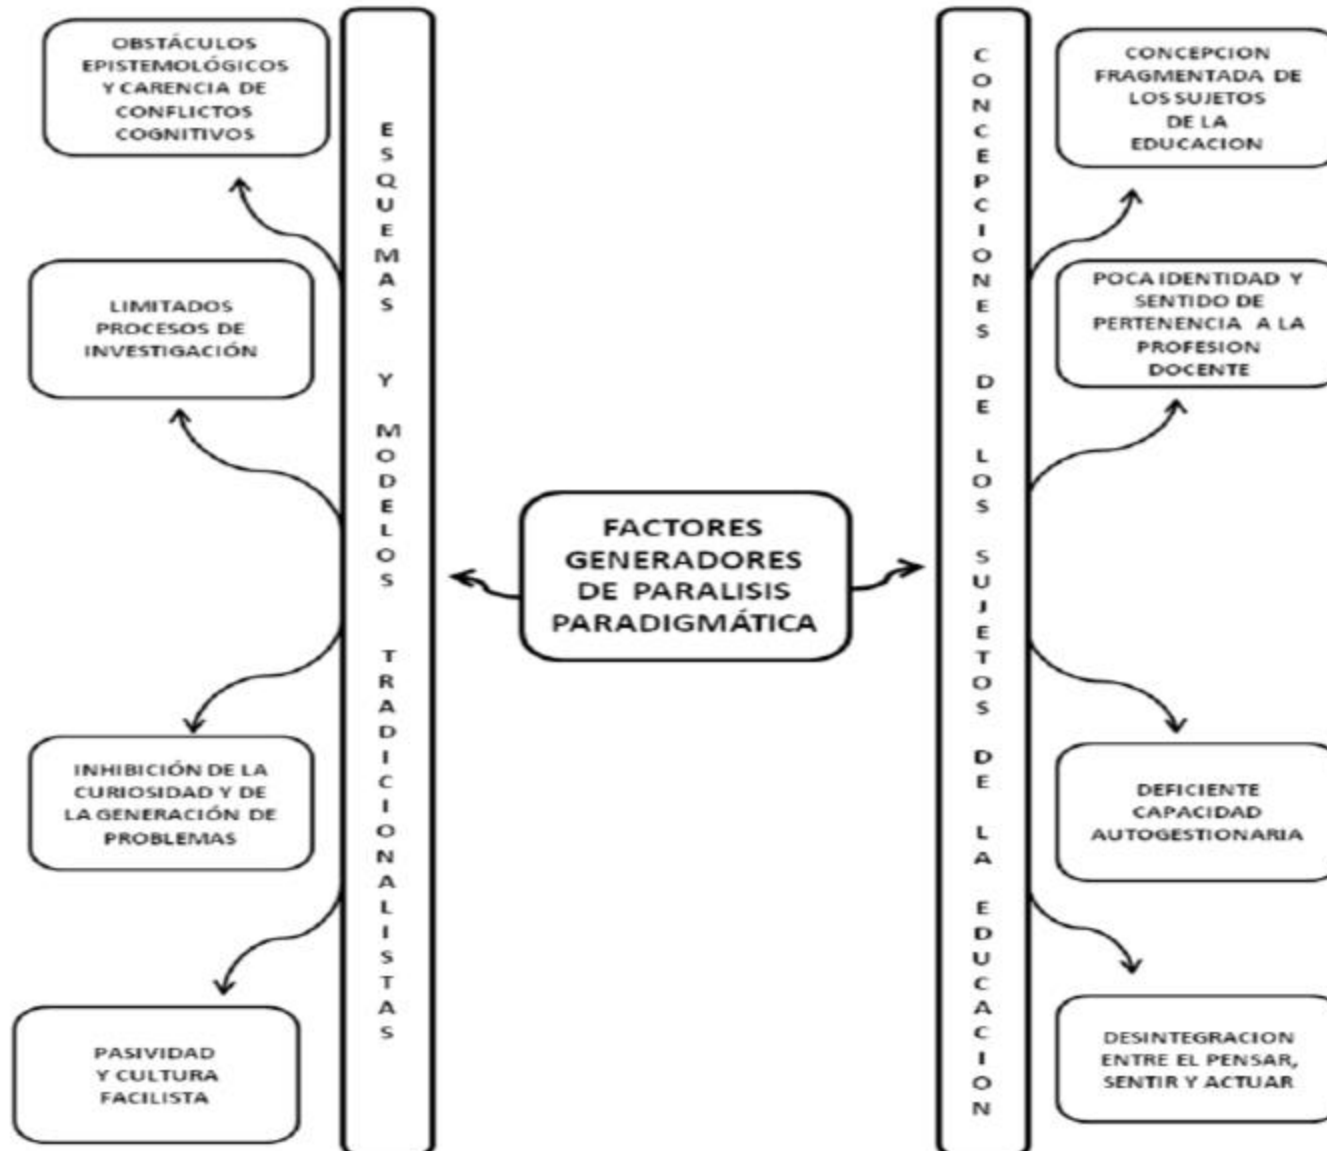 OBSTÁCULOS
EPISTEMOLÓGICOS
Y CARENCIA DE
CONFLICTOS
COGNITIVOS
LIMITADOS
PROCESOS DE
INVESTIGACIÓN
INHIBICIÓN DE LA
CURIOSIDAD Y DE
LA GENERACIÓN DE
PROBLEMAS
PASIVIDAD
Y CULTURA
FACILISTA
ESQUEMAS Y MODELOS TRADICIONALISTAS
FACTORES
GENERADORES
DE PARALISIS
PARADIGMÁTICA
CONCEPCIONES DE LOS SUJETOS DE LA EDUCACION
CONCEPCION
FRAGMENTADA DE
LOS SUJETOS
DE LA
EDUCACION
POCA IDENTIDAD Y
SENTIDO DE
PERTENENCIA A LA
PROFESION
DOCENTE
DEFICIENTE
CAPACIDAD
AUTOGESTIONARIA
DESINTEGRACION
ENTRE EL PENSAR,
SENTIR Y ACTUAR